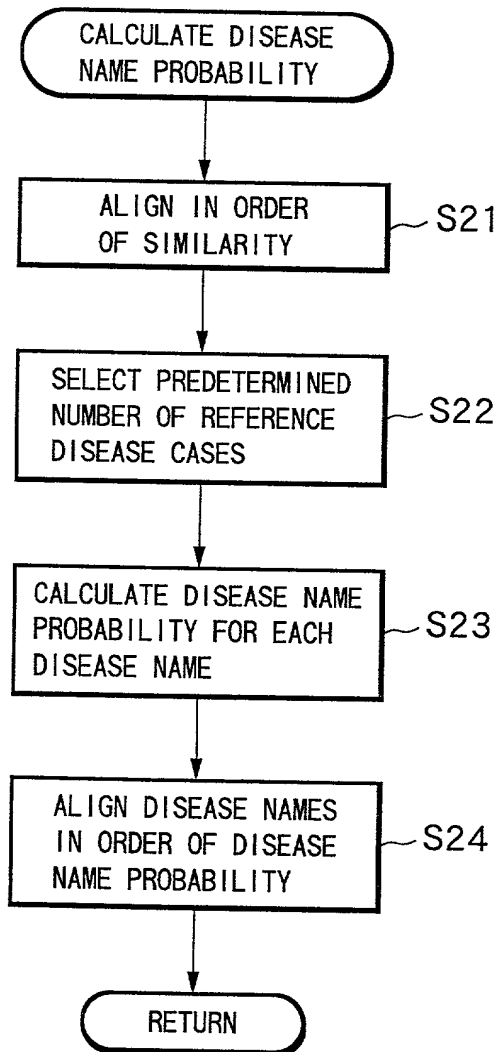 CALCULATE DISEASE
NAME PROBABILITY
ALIGN IN ORDER
OF SIMILARITY
S21
SELECT PREDETERMINED
NUMBER OF REFERENCE
DISEASE CASES
S22
CALCULATE DISEASE NAME
PROBABILITY FOR EACH
DISEASE NAME
S23
ALIGN DISEASE NAMES
IN ORDER OF DISEASE
NAME PROBABILITY
S24
RETURN